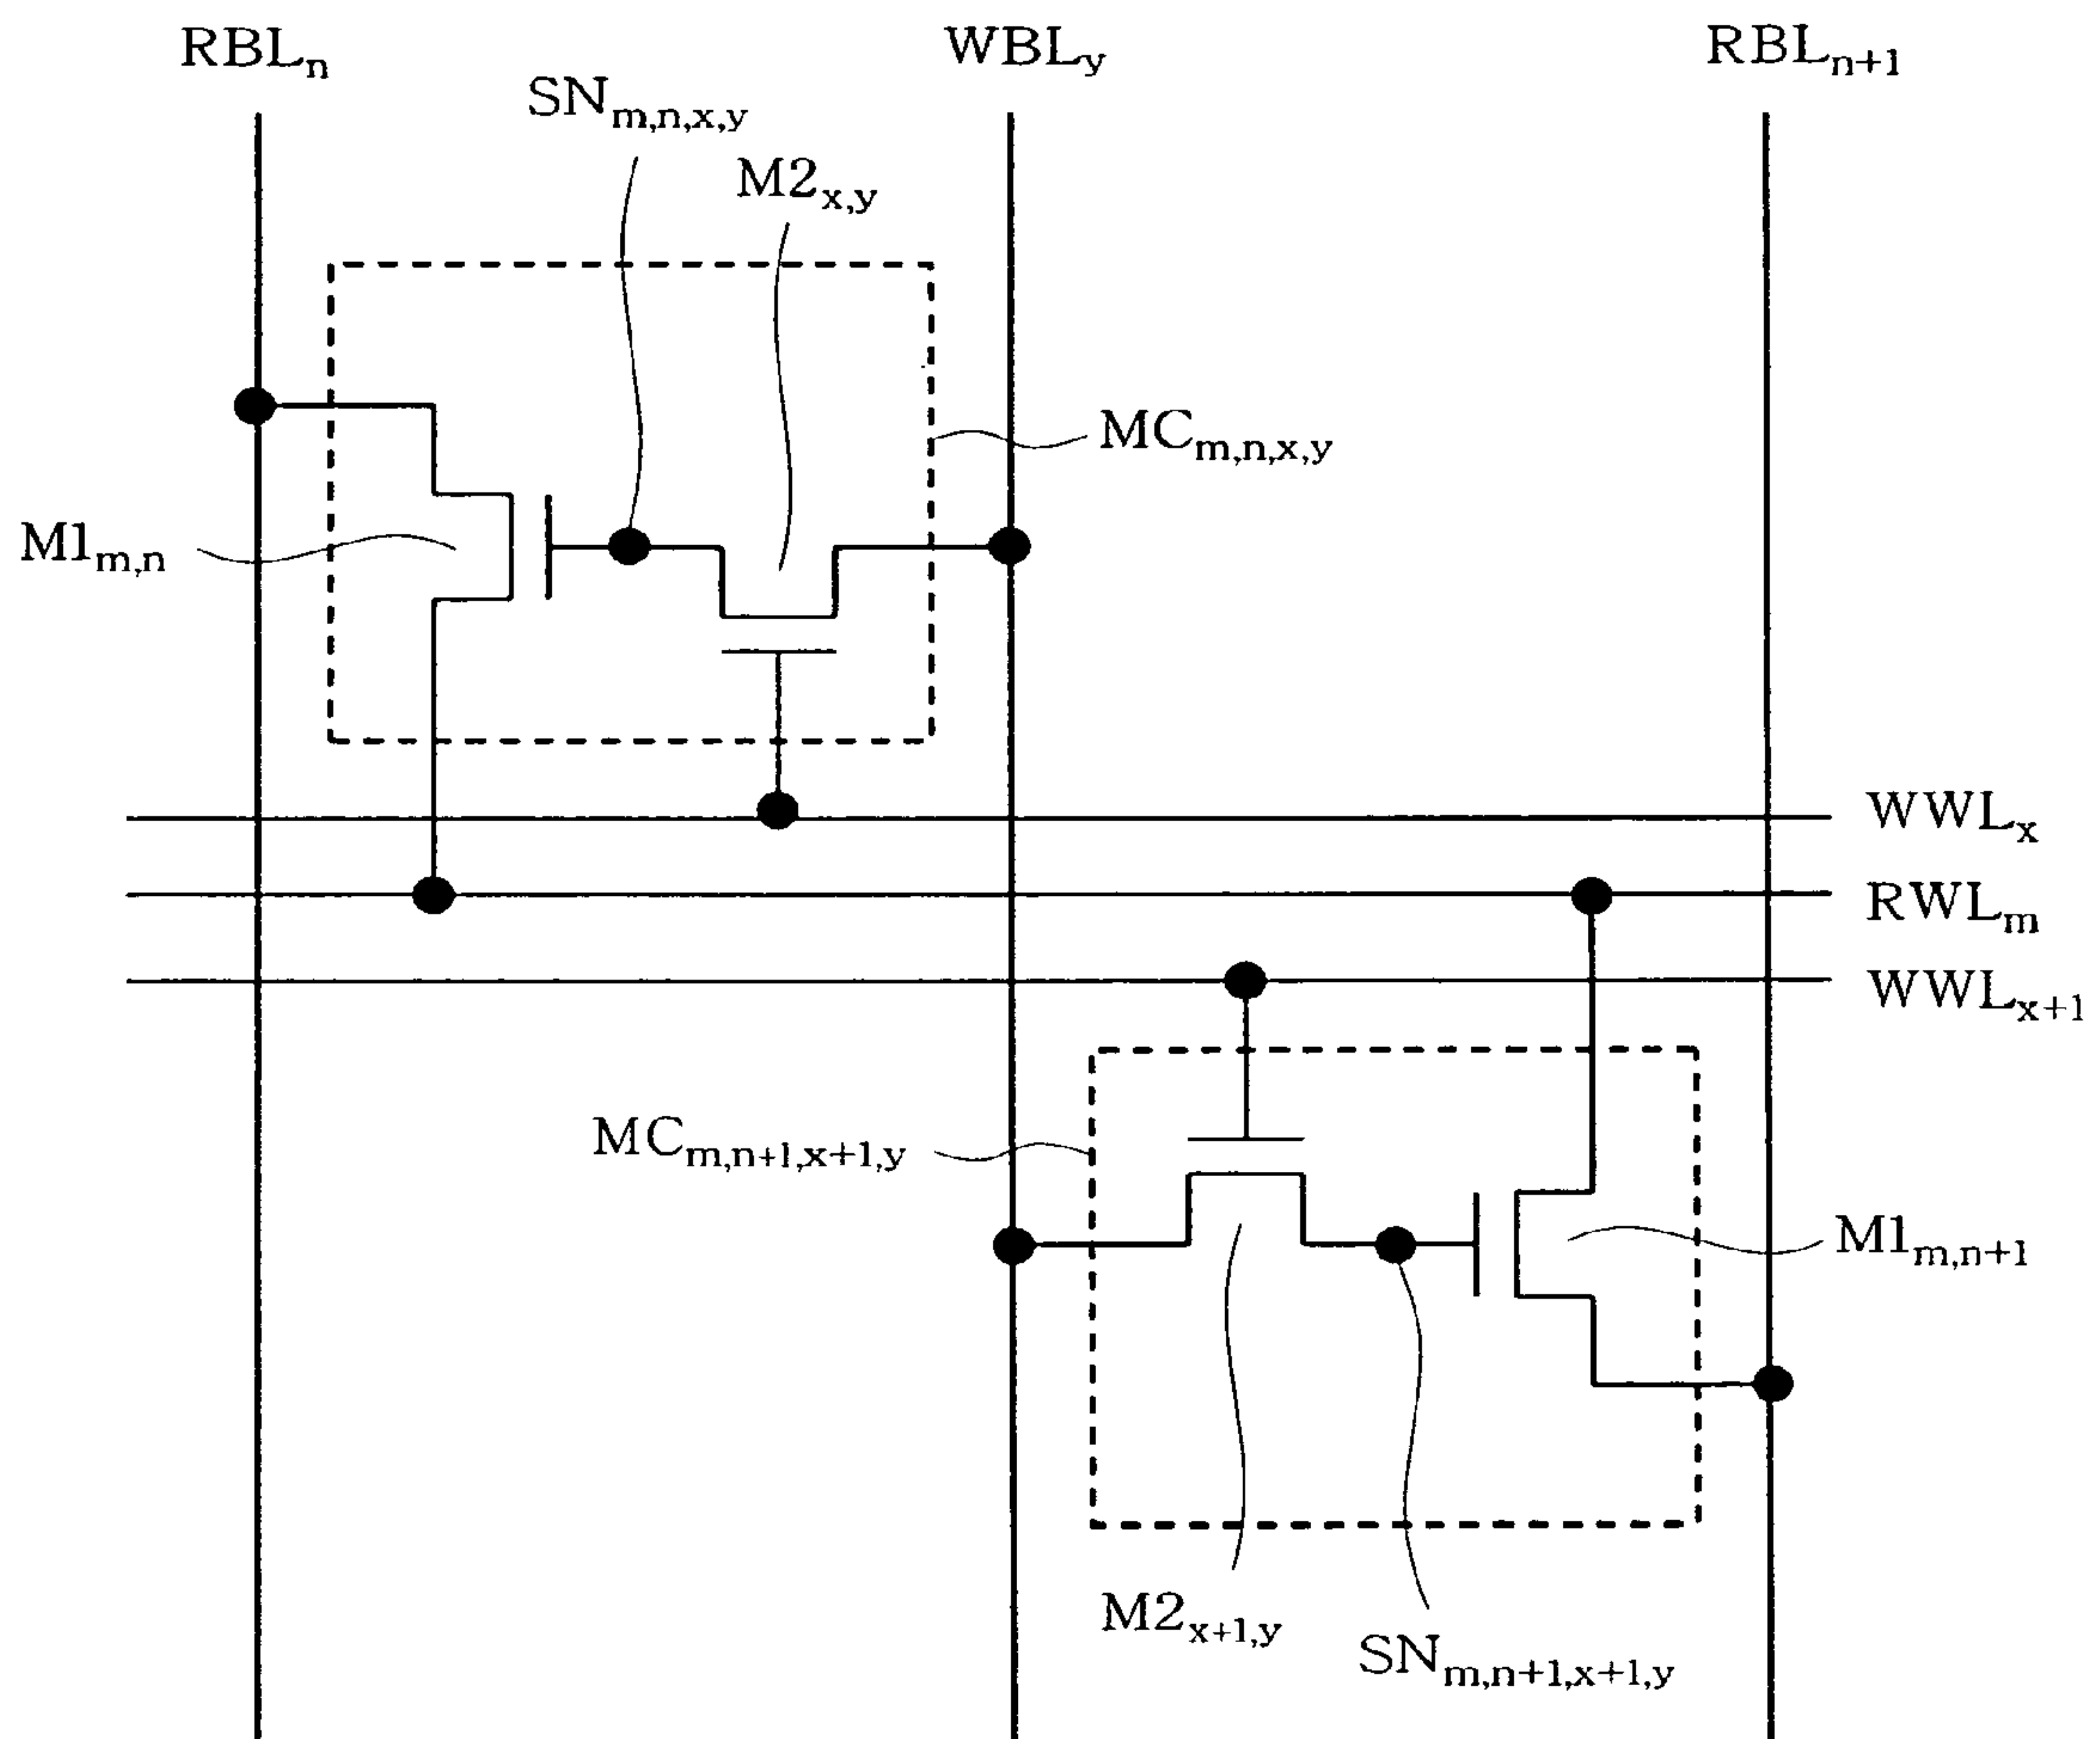 RBLn
WBLy
RBLn+1
SNm,n,x,y
M2x,y
MCm,n,x,y
M1m,n
WWLx
RWLm
WWLx+1
MCm,n+1,x+1,y
M1m,n+1
M2x+1,y
SNm,n+1,x+1,y